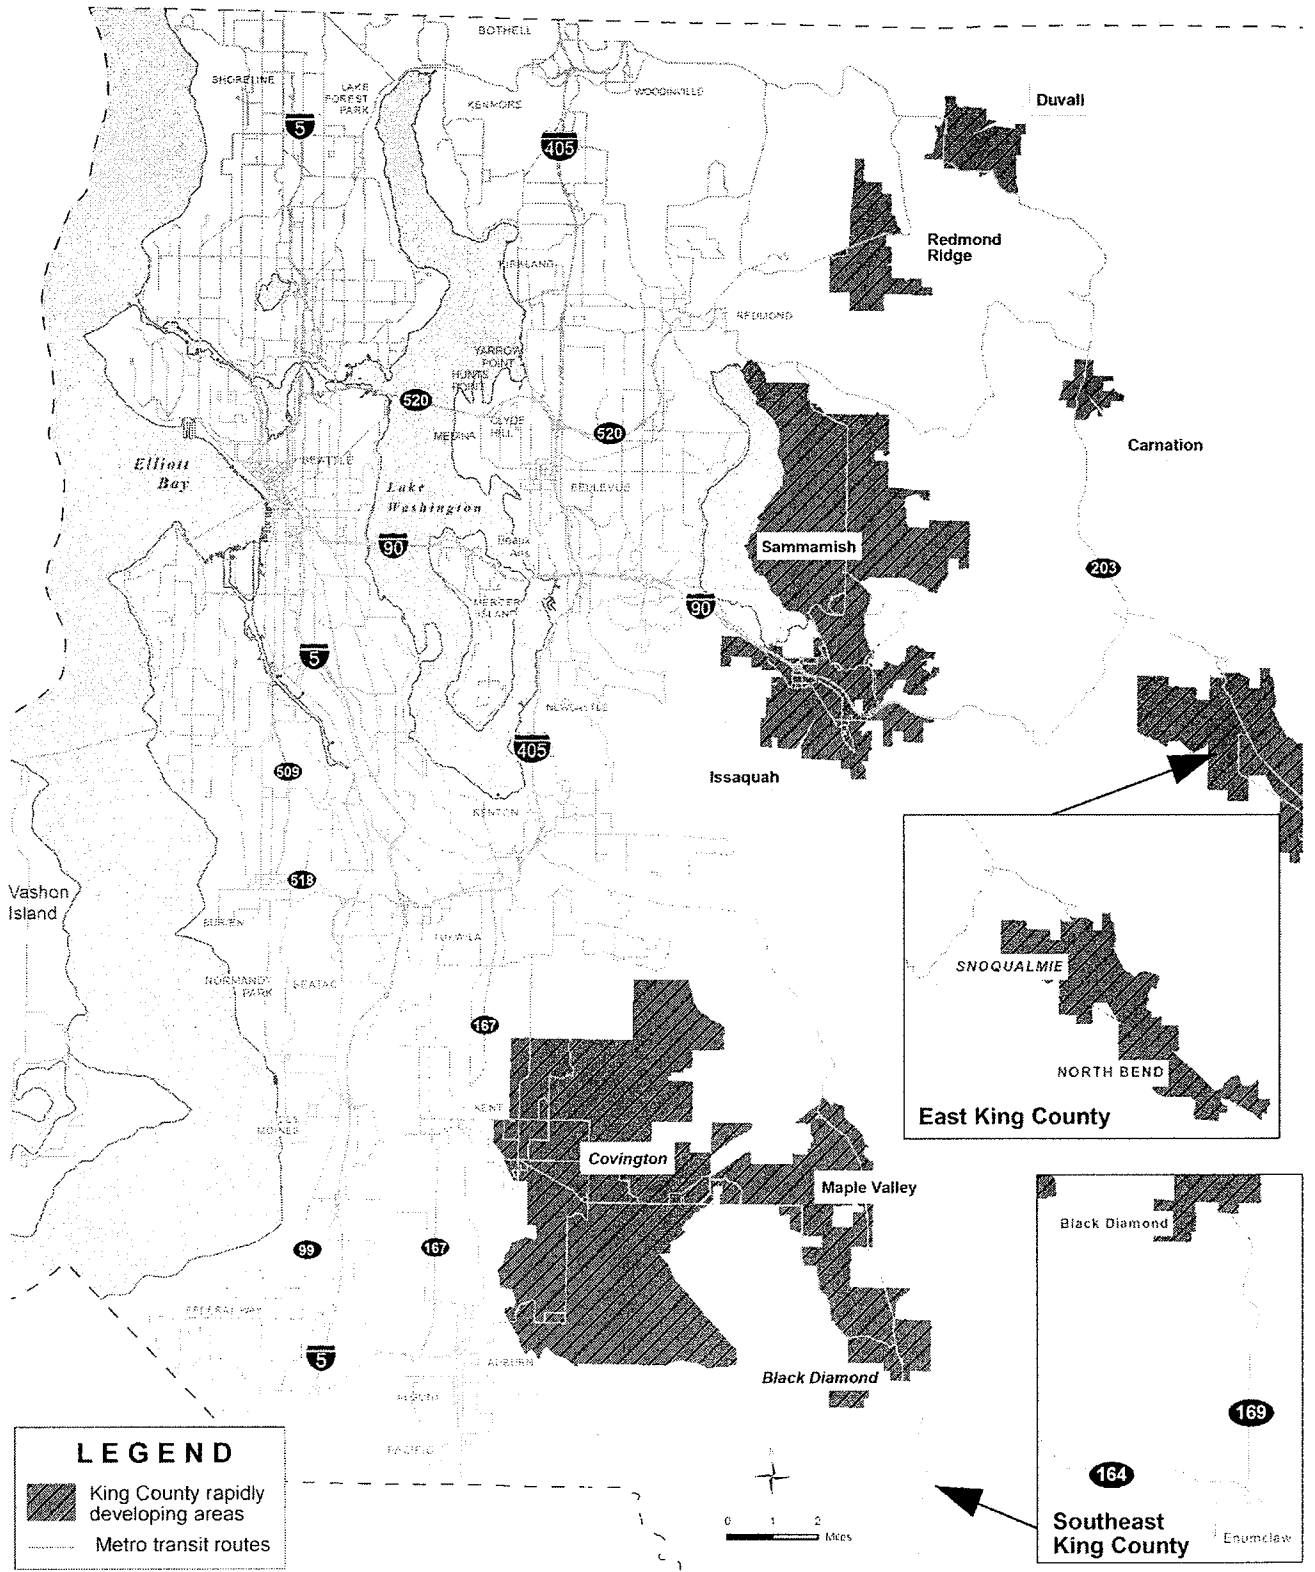 BOTHELL
SHORELINE
LAKE
FOREST
PARK
KENMORE
WOODINVILLE
Duvall
5
405
Redmond
Ridge
KIRKLAND
REDMOND
YARROW
POINT
HUNTS
POINT
520
CLYDE
HILL
MEDINA
520
Carnation
Elliott
Bay
SEATTLE
Lake
Washington
BELLEVUE
90
Beaux
Arts
Sammamish
203
MERCER
ISLAND
90
5
NEWCASTLE
405
509
Issaquah
RENTON
518
Vashon
Island
BURIEN
TUKWILA
NORMANDY
PARK
SEATAC
SNOQUALMIE
167
NORTH BEND
East King County
KENT
DES
MOINES
Covington
Maple Valley
Black Diamond
99
167
FEDERAL WAY
5
AUBURN
Black Diamond
ALGONA
PACIFIC
169
164
Southeast
King County
Enumclaw
LEGEND
King County rapidly
developing areas
Metro transit routes
0 1 2
Miles